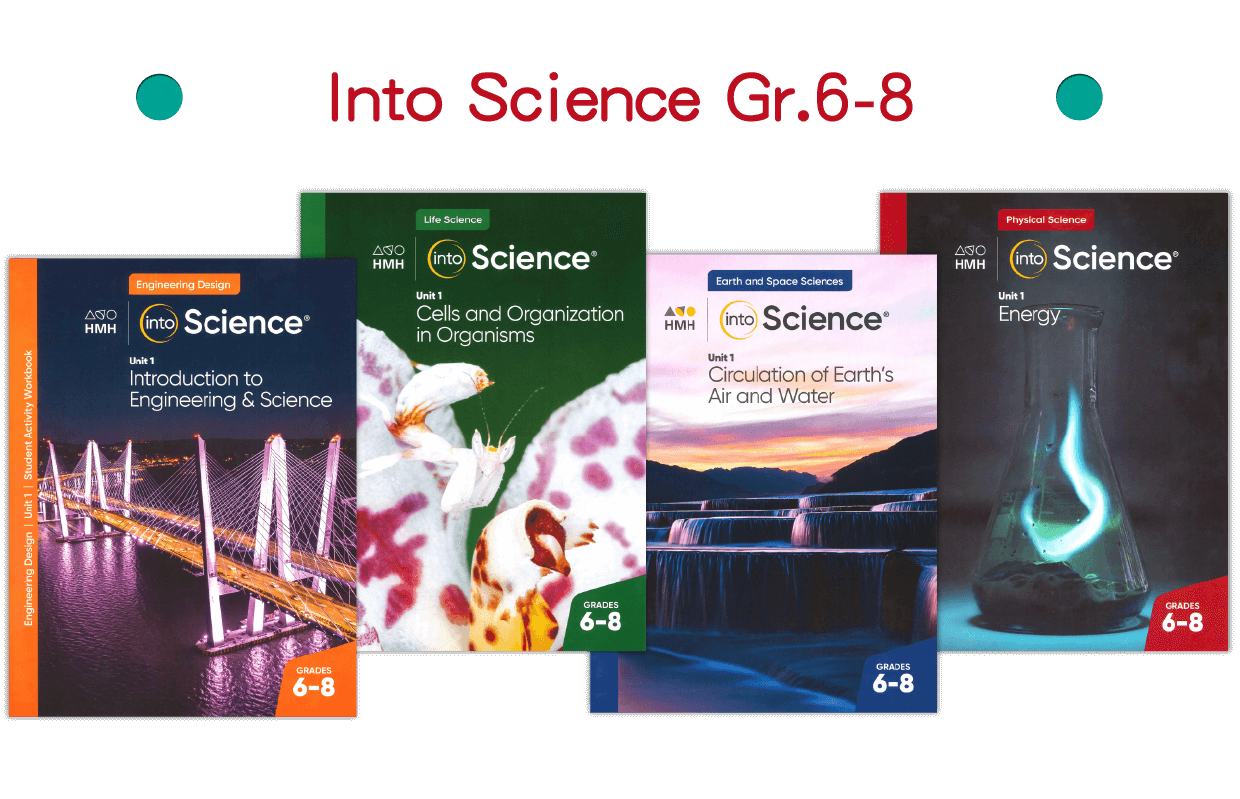 Into Science Gr.6-8
Engineering Design
HMH
into Science®
Unit 1
Introduction to
Engineering & Science
Engineering Design | Unit 1 | Student Activity Workbook
GRADES
6-8
Life Science
HMH
into Science®
Unit 1
Cells and Organization
in Organisms
GRADES
6-8
Earth and Space Sciences
HMH
into Science®
Unit 1
Circulation of Earth's
Air and Water
GRADES
6-8
Physical Science
HMH
into Science®
Unit 1
Energy
GRADES
6-8